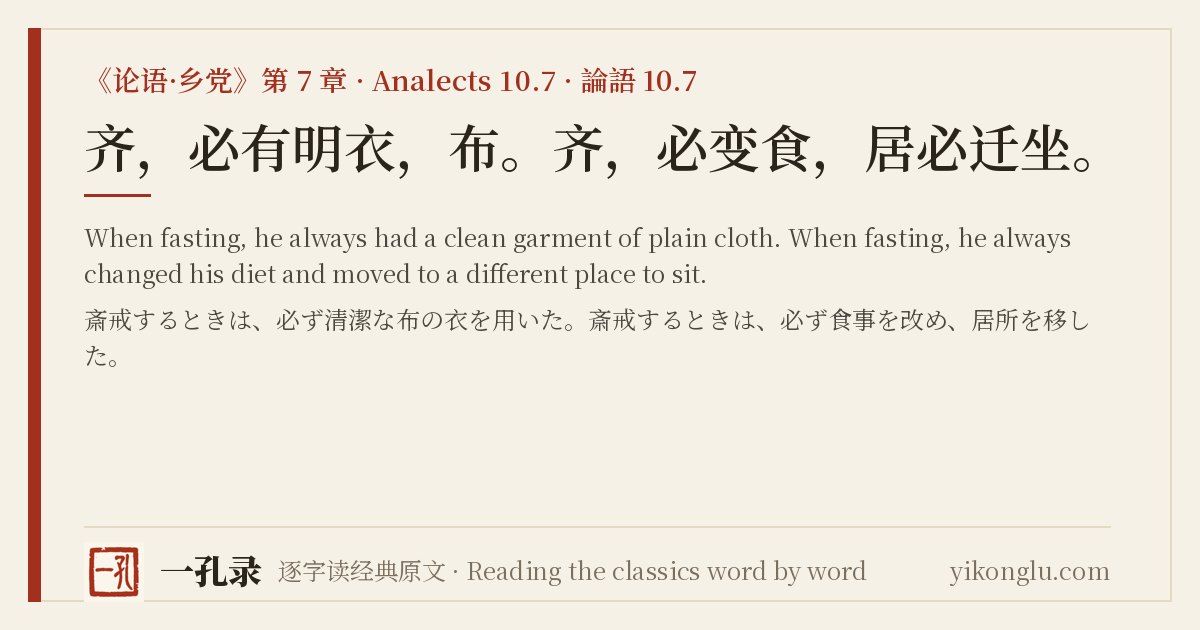 《论语·乡党》第 7 章 · Analects 10.7 · 論語 10.7
齐，必有明衣，布。齐，必变食，居必迁坐。
When fasting, he always had a clean garment of plain cloth. When fasting, he always
changed his diet and moved to a different place to sit.
斎戒するときは、必ず清潔な布の衣を用いた。斎戒するときは、必ず食事を改め、居所を移し
た。
一孔 一孔录 逐字读经典原文 · Reading the classics word by word yikonglu.com